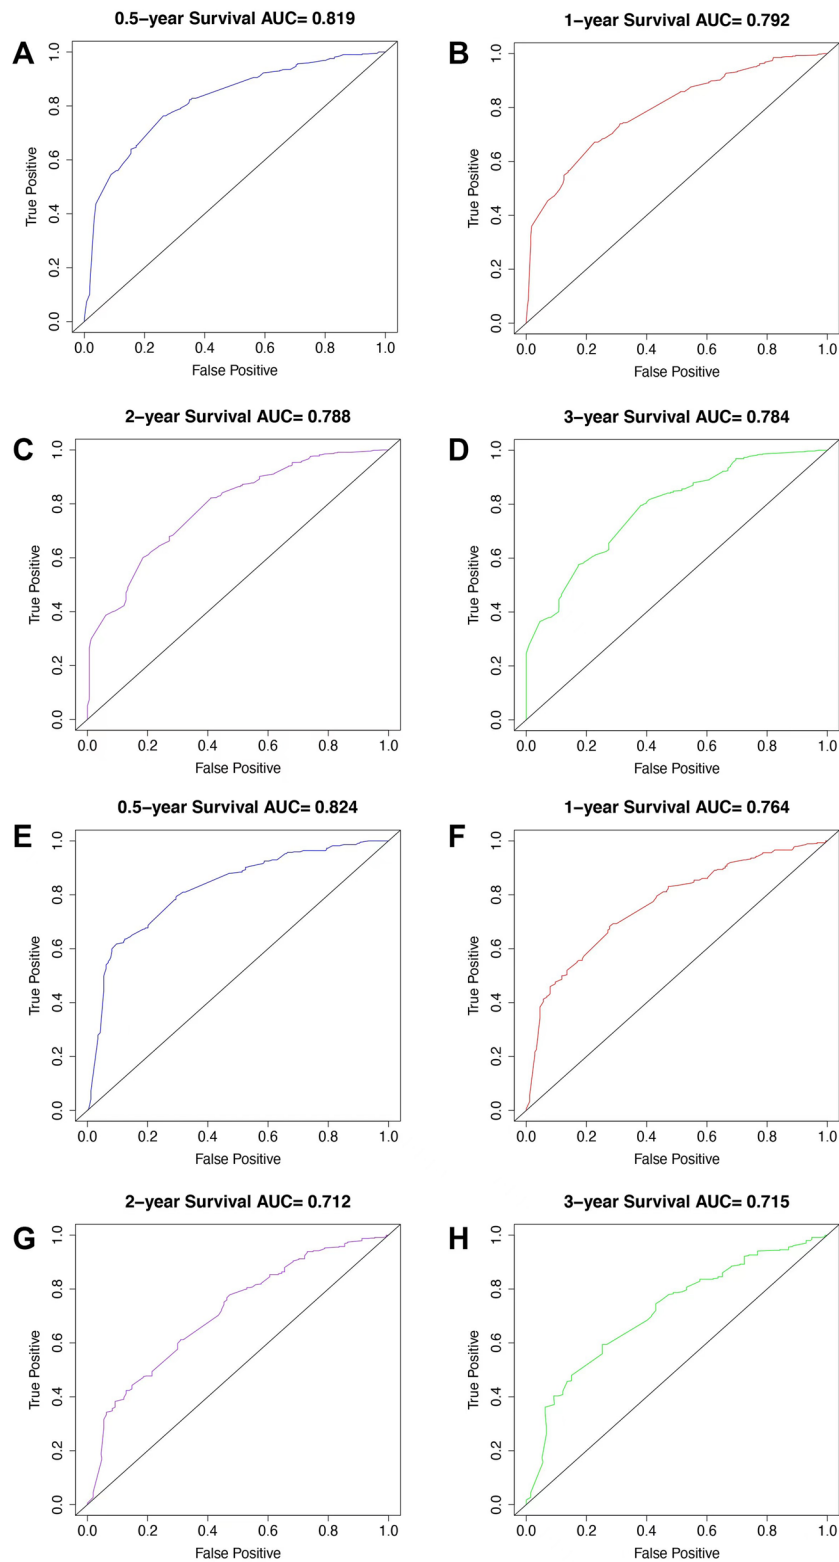 0.5−year Survival AUC= 0.819
A
1.0
0.8
0.6
0.4
0.2
0.0
True Positive
0.0 0.2 0.4 0.6 0.8 1.0
False Positive
1−year Survival AUC= 0.792
B
1.0
0.8
0.6
0.4
0.2
0.0
True Positive
0.0 0.2 0.4 0.6 0.8 1.0
False Positive
2−year Survival AUC= 0.788
C
1.0
0.8
0.6
0.4
0.2
0.0
True Positive
0.0 0.2 0.4 0.6 0.8 1.0
False Positive
3−year Survival AUC= 0.784
D
1.0
0.8
0.6
0.4
0.2
0.0
True Positive
0.0 0.2 0.4 0.6 0.8 1.0
False Positive
0.5−year Survival AUC= 0.824
E
1.0
0.8
0.6
0.4
0.2
0.0
True Positive
0.0 0.2 0.4 0.6 0.8 1.0
False Positive
1−year Survival AUC= 0.764
F
1.0
0.8
0.6
0.4
0.2
0.0
True Positive
0.0 0.2 0.4 0.6 0.8 1.0
False Positive
2−year Survival AUC= 0.712
G
1.0
0.8
0.6
0.4
0.2
0.0
True Positive
0.0 0.2 0.4 0.6 0.8 1.0
False Positive
3−year Survival AUC= 0.715
H
1.0
0.8
0.6
0.4
0.2
0.0
True Positive
0.0 0.2 0.4 0.6 0.8 1.0
False Positive